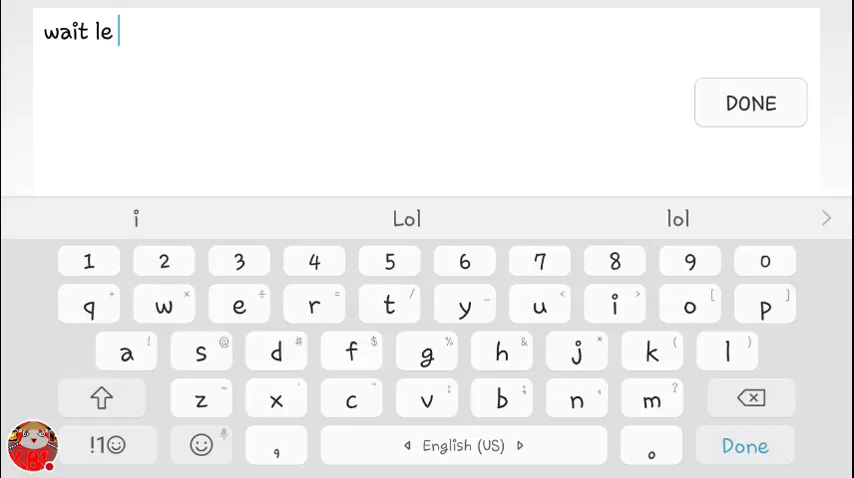 wait le
DONE
i Lol lol
1 2 3 4 5 6 7 8 9 0
q + w × e ÷ r = t / y _ u < i > o [ p ]
a ! s @ d # f $ g % h & j * k ( l )
z - x ' c " v : b ; n , m ?
!1☺ , English (US) . Done